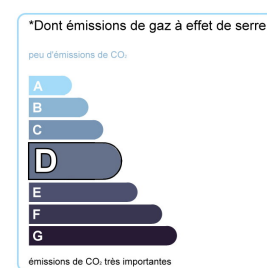 *Dont émissions de gaz à effet de serre
peu d'émissions de CO₂
A
B
C
D
E
F
G
émissions de CO₂ très importantes